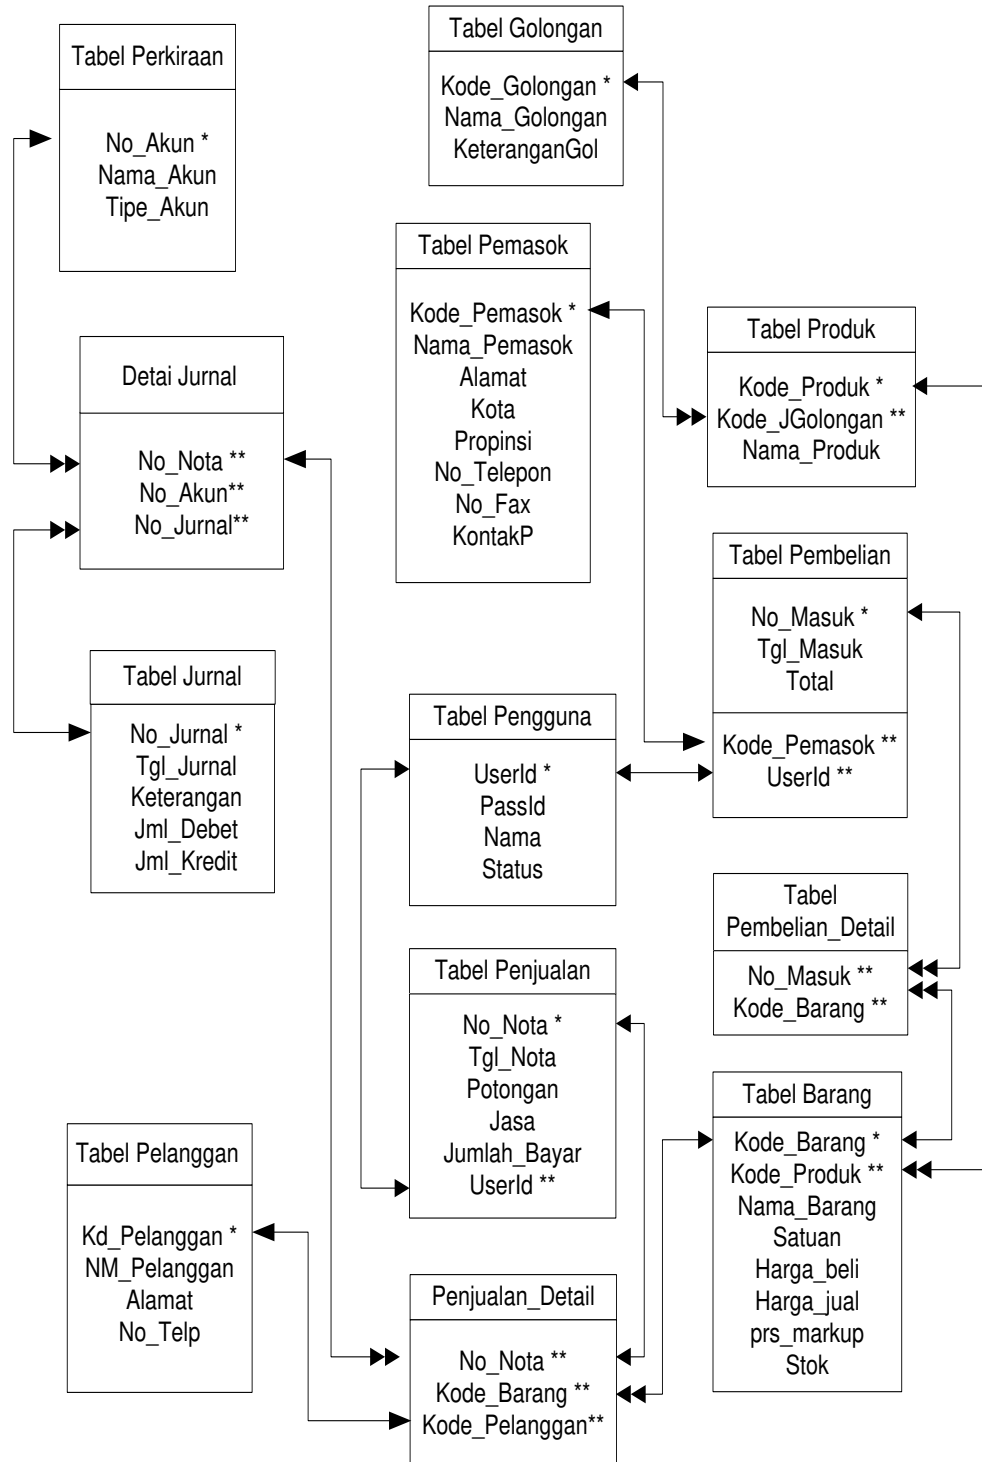 Tabel Perkiraan
No_Akun *
Nama_Akun
Tipe_Akun
Tabel Golongan
Kode_Golongan *
Nama_Golongan
KeteranganGol
Tabel Pemasok
Kode_Pemasok *
Nama_Pemasok
Alamat
Kota
Propinsi
No_Telepon
No_Fax
KontakP
Tabel Produk
Kode_Produk *
Kode_JGolongan **
Nama_Produk
Detai Jurnal
No_Nota **
No_Akun**
No_Jurnal**
Tabel Pembelian
No_Masuk *
Tgl_Masuk
Total
Kode_Pemasok **
UserId **
Tabel Jurnal
No_Jurnal *
Tgl_Jurnal
Keterangan
Jml_Debet
Jml_Kredit
Tabel Pengguna
UserId *
PassId
Nama
Status
Tabel
Pembelian_Detail
No_Masuk **
Kode_Barang **
Tabel Penjualan
No_Nota *
Tgl_Nota
Potongan
Jasa
Jumlah_Bayar
UserId **
Tabel Barang
Kode_Barang *
Kode_Produk **
Nama_Barang
Satuan
Harga_beli
Harga_jual
prs_markup
Stok
Tabel Pelanggan
Kd_Pelanggan *
NM_Pelanggan
Alamat
No_Telp
Penjualan_Detail
No_Nota **
Kode_Barang **
Kode_Pelanggan**